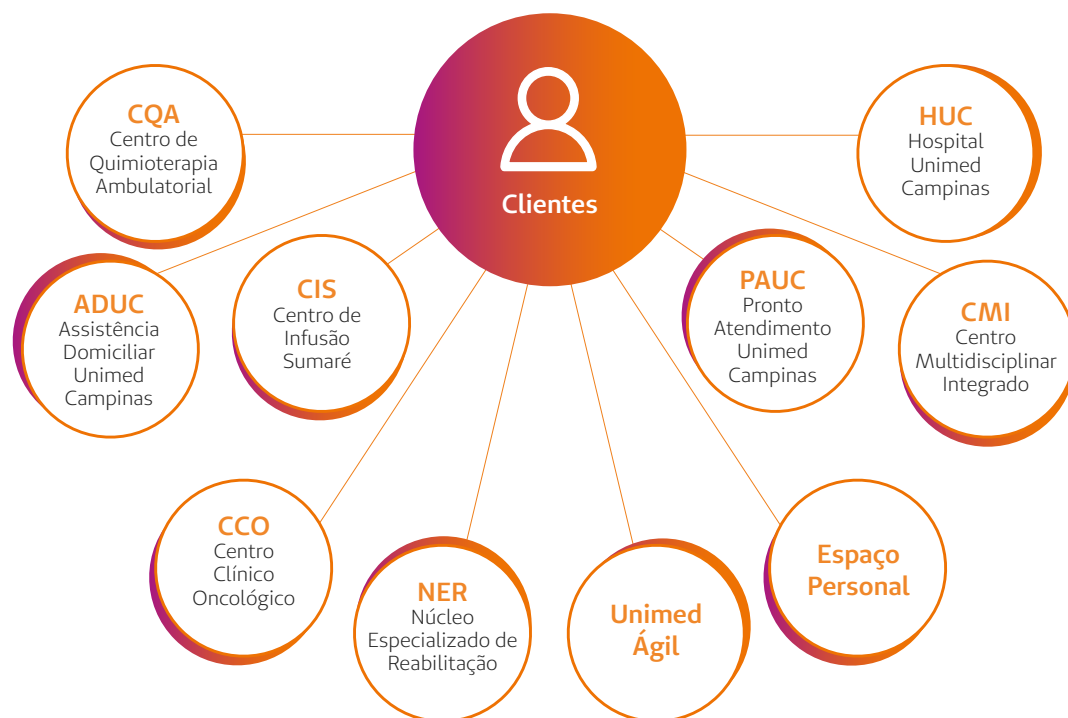 Clientes
CQA
Centro de
Quimioterapia
Ambulatorial
HUC
Hospital
Unimed
Campinas
ADUC
Assistência
Domiciliar
Unimed
Campinas
CIS
Centro de
Infusão
Sumaré
PAUC
Pronto
Atendimento
Unimed
Campinas
CMI
Centro
Multidisciplinar
Integrado
CCO
Centro
Clínico
Oncológico
NER
Núcleo
Especializado de
Reabilitação
Unimed
Ágil
Espaço
Personal